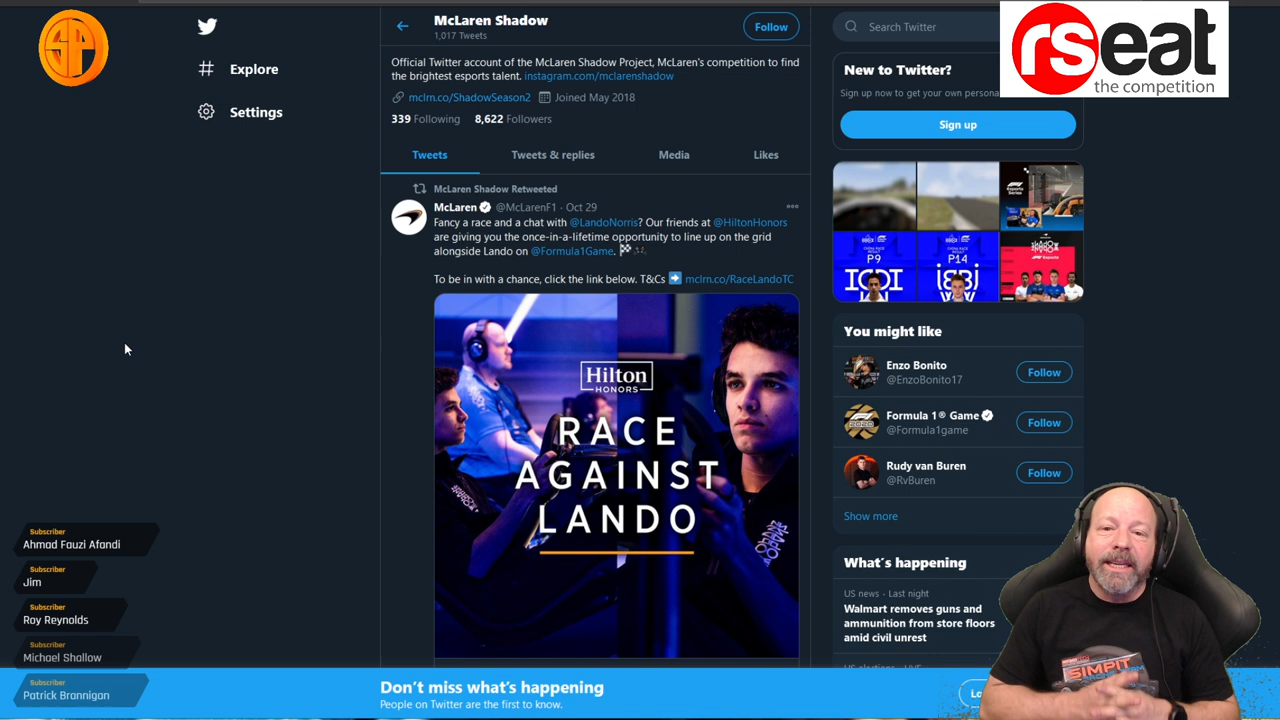 SP
rseat
the competition
Explore
Settings
McLaren Shadow
1,017 Tweets
Follow
Official Twitter account of the McLaren Shadow Project, McLaren's competition to find
the brightest esports talent. instagram.com/mclarenshadow
mclrn.co/ShadowSeason2 Joined May 2018
339 Following 8,622 Followers
Tweets Tweets & replies Media Likes
McLaren Shadow Retweeted
McLaren @McLarenF1 · Oct 29
Fancy a race and a chat with @LandoNorris? Our friends at @HiltonHonors
are giving you the once-in-a-lifetime opportunity to line up on the grid
alongside Lando on @Formula1Game.
To be in with a chance, click the link below. T&Cs mclrn.co/RaceLandoTC
Hilton
HONORS
RACE
AGAINST
LANDO
Search Twitter
New to Twitter?
Sign up now to get your own persona
Sign up
P9
P14
You might like
Enzo Bonito
@EnzoBonito17
Follow
Formula 1® Game
@Formula1game
Follow
Rudy van Buren
@RvBuren
Follow
Show more
What's happening
US news · Last night
Walmart removes guns and
ammunition from store floors
amid civil unrest
Subscriber
Ahmad Fauzi Afandi
Subscriber
Jim
Subscriber
Roy Reynolds
Subscriber
Michael Shallow
Subscriber
Patrick Brannigan
Don't miss what's happening
People on Twitter are the first to know.
SIMPIT